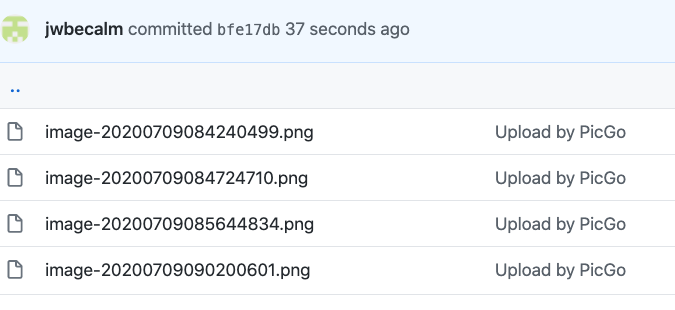 jwbecalm committed bfe17db 37 seconds ago
..
image-20200709084240499.png Upload by PicGo
image-20200709084724710.png Upload by PicGo
image-20200709085644834.png Upload by PicGo
image-20200709090200601.png Upload by PicGo